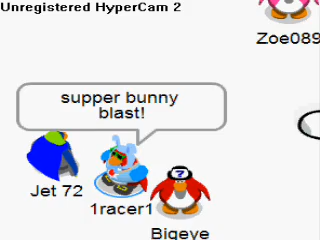 Unregistered HyperCam 2
Zoe089
supper bunny
blast!
Jet 72
1racer1
?
Bigeye